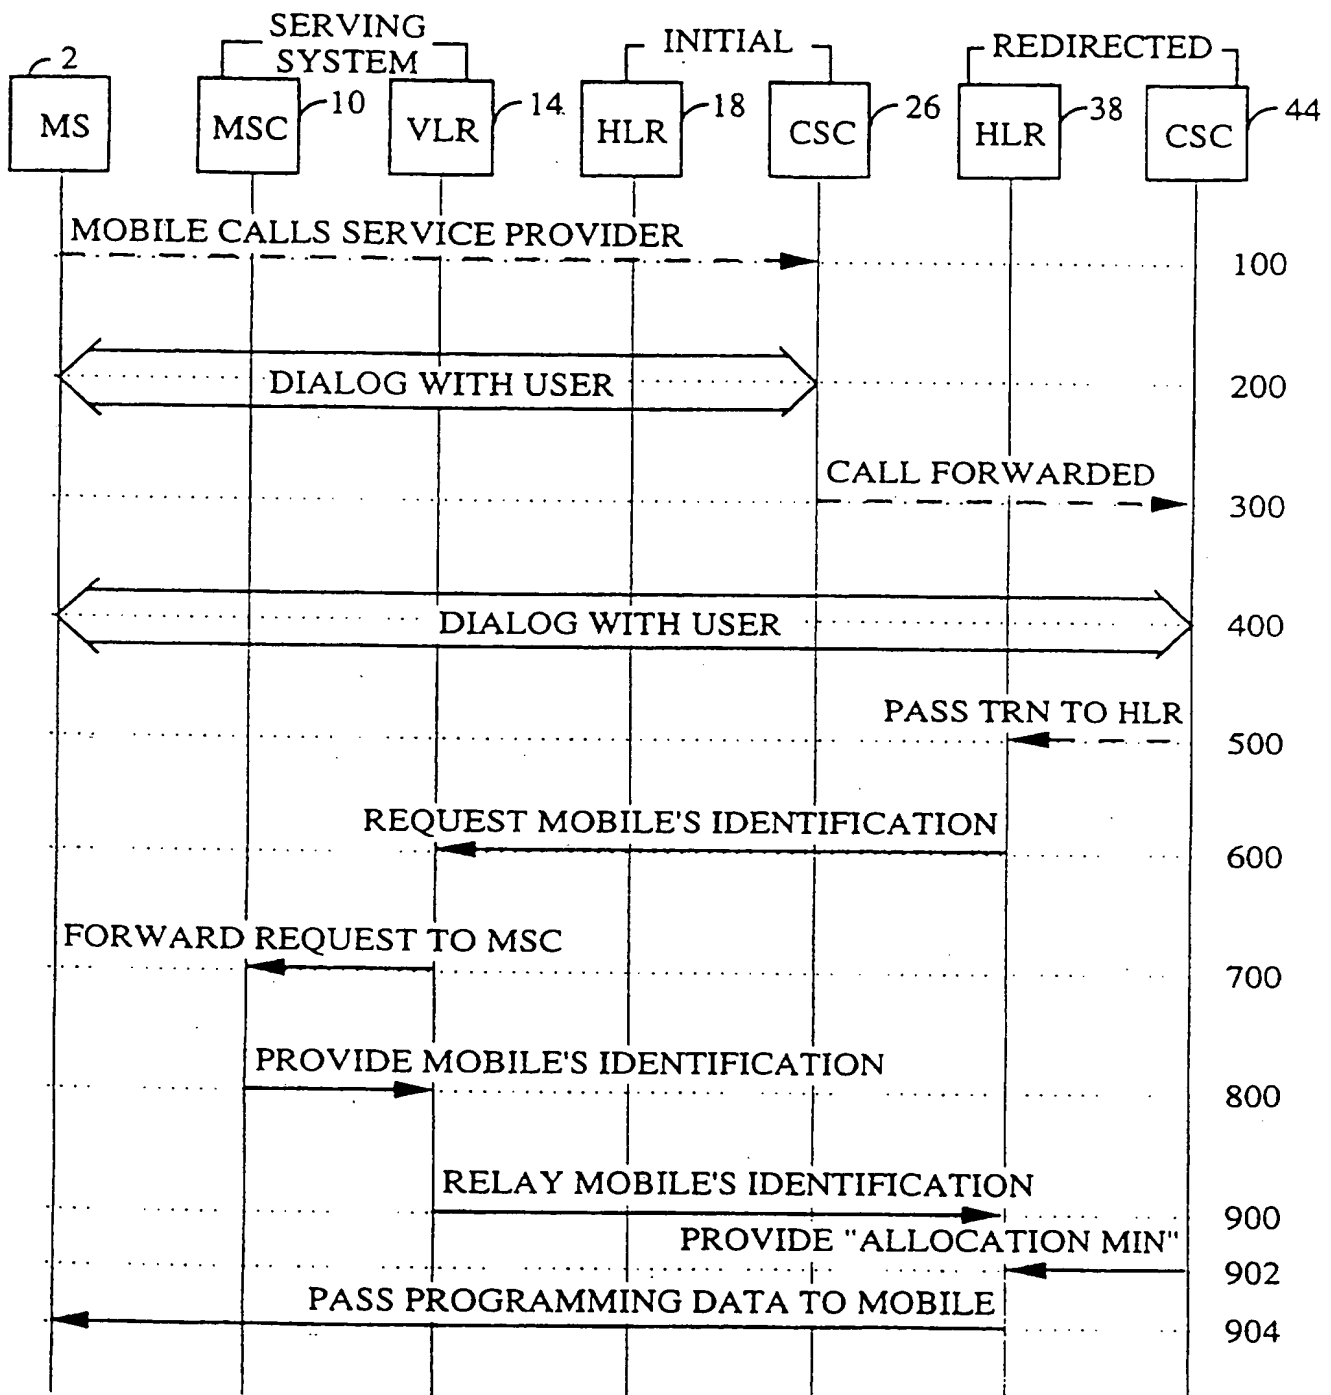 SERVING
SYSTEM
INITIAL
REDIRECTED
2
10
14
18
26
38
44
MS
MSC
VLR
HLR
CSC
HLR
CSC
MOBILE CALLS SERVICE PROVIDER
100
DIALOG WITH USER
200
CALL FORWARDED
300
DIALOG WITH USER
400
PASS TRN TO HLR
500
REQUEST MOBILE'S IDENTIFICATION
600
FORWARD REQUEST TO MSC
700
PROVIDE MOBILE'S IDENTIFICATION
800
RELAY MOBILE'S IDENTIFICATION
900
PROVIDE "ALLOCATION MIN"
902
PASS PROGRAMMING DATA TO MOBILE
904